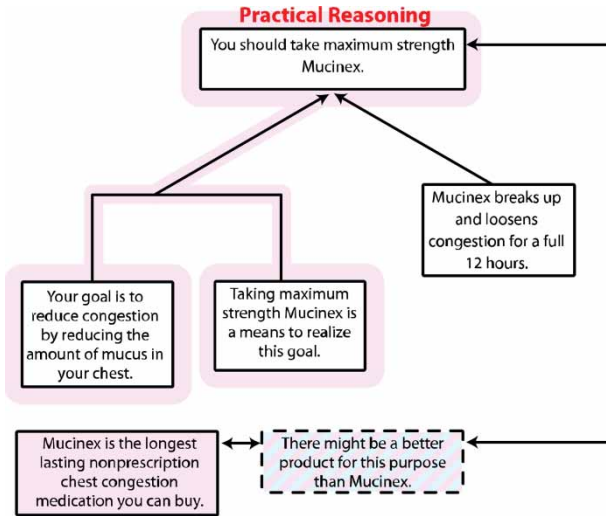 Practical Reasoning
You should take maximum strength
Mucinex.
Mucinex breaks up
and loosens
congestion for a full
12 hours.
Your goal is to
reduce congestion
by reducing the
amount of mucus in
your chest.
Taking maximum
strength Mucinex is
a means to realize
this goal.
Mucinex is the longest
lasting nonprescription
chest congestion
medication you can buy.
There might be a better
product for this purpose
than Mucinex.